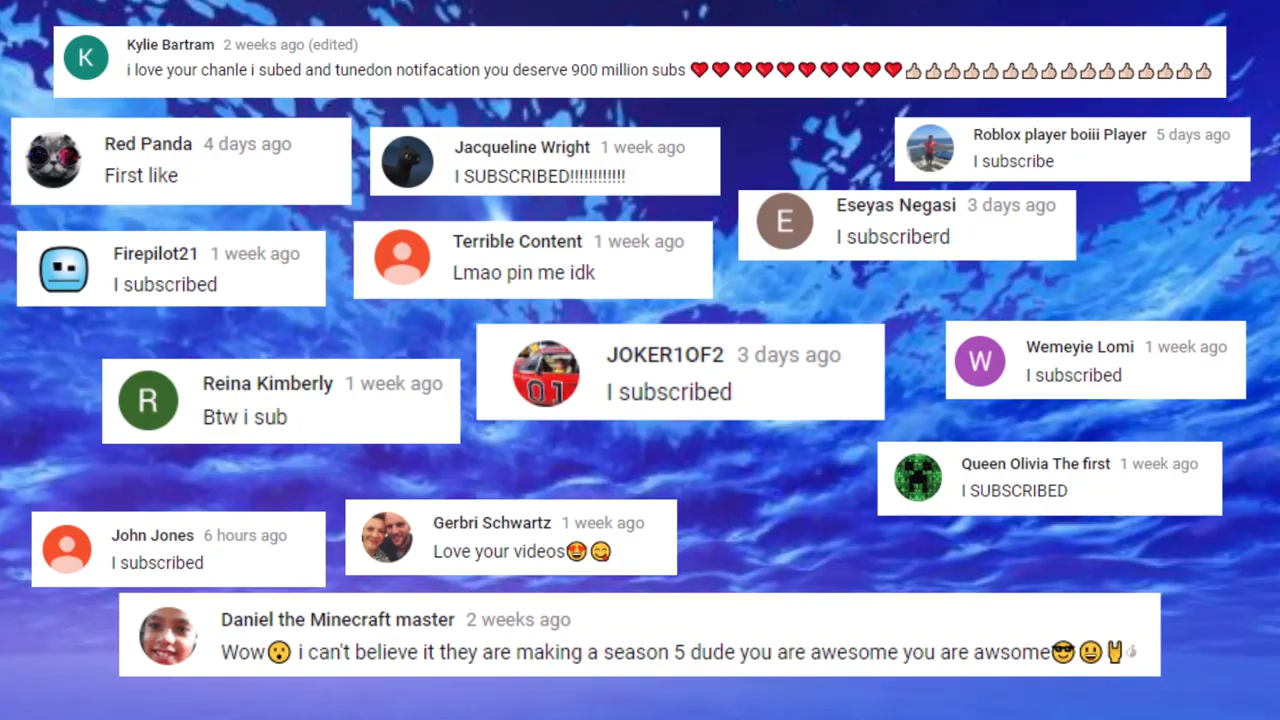 K
Kylie Bartram 2 weeks ago (edited)
i love your chanle i subed and tunedon notifacation you deserve 900 million subs ❤❤❤❤❤❤❤❤❤❤👍🏻👍🏻👍🏻👍🏻👍🏻👍🏻👍🏻👍🏻👍🏻👍🏻👍🏻👍🏻👍🏻👍🏻👍🏻👍🏻
Red Panda 4 days ago
First like
Jacqueline Wright 1 week ago
I SUBSCRIBED!!!!!!!!!!!!!
Roblox player boiii Player 5 days ago
I subscribe
E
Eseyas Negasi 3 days ago
I subscriberd
Firepilot21 1 week ago
I subscribed
Terrible Content 1 week ago
Lmao pin me idk
R
Reina Kimberly 1 week ago
Btw i sub
01
JOKER1OF2 3 days ago
I subscribed
W
Wemeyie Lomi 1 week ago
I subscribed
Queen Olivia The first 1 week ago
I SUBSCRIBED
John Jones 6 hours ago
I subscribed
Gerbri Schwartz 1 week ago
Love your videos😍😋
Daniel the Minecraft master 2 weeks ago
Wow😯 i can't believe it they are making a season 5 dude you are awesome you are awsome😎😃🤘💣